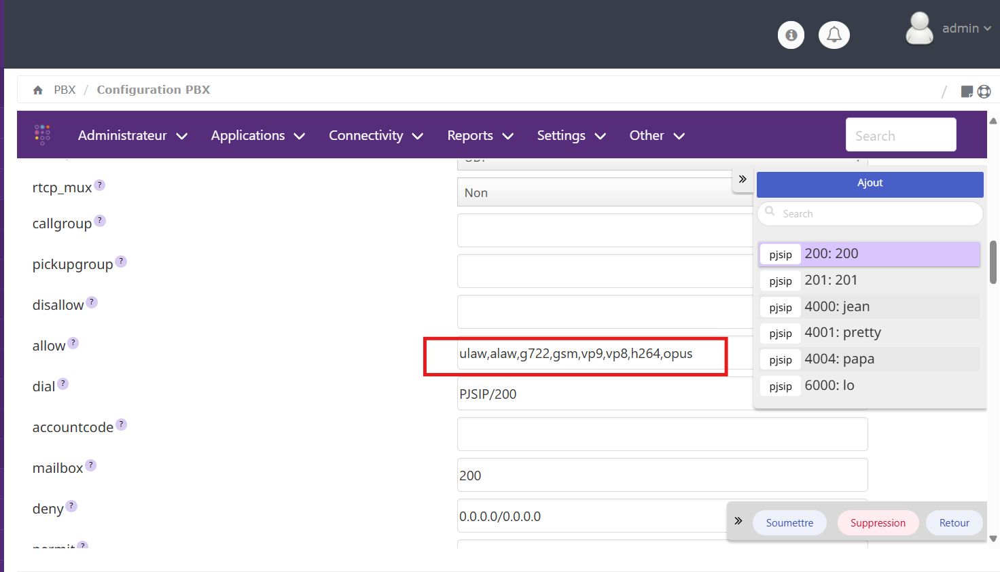 admin
PBX / Configuration PBX
/
Administrateur Applications Connectivity Reports Settings Other Search
rtcp_mux ? Non
callgroup ?
pickupgroup ?
disallow ?
allow ? ulaw,alaw,g722,gsm,vp9,vp8,h264,opus
dial ? PJSIP/200
accountcode ?
mailbox ? 200
deny ? 0.0.0.0/0.0.0.0
permit ?
Ajout
Search
pjsip 200: 200
pjsip 201: 201
pjsip 4000: jean
pjsip 4001: pretty
pjsip 4004: papa
pjsip 6000: lo
Soumettre Suppression Retour